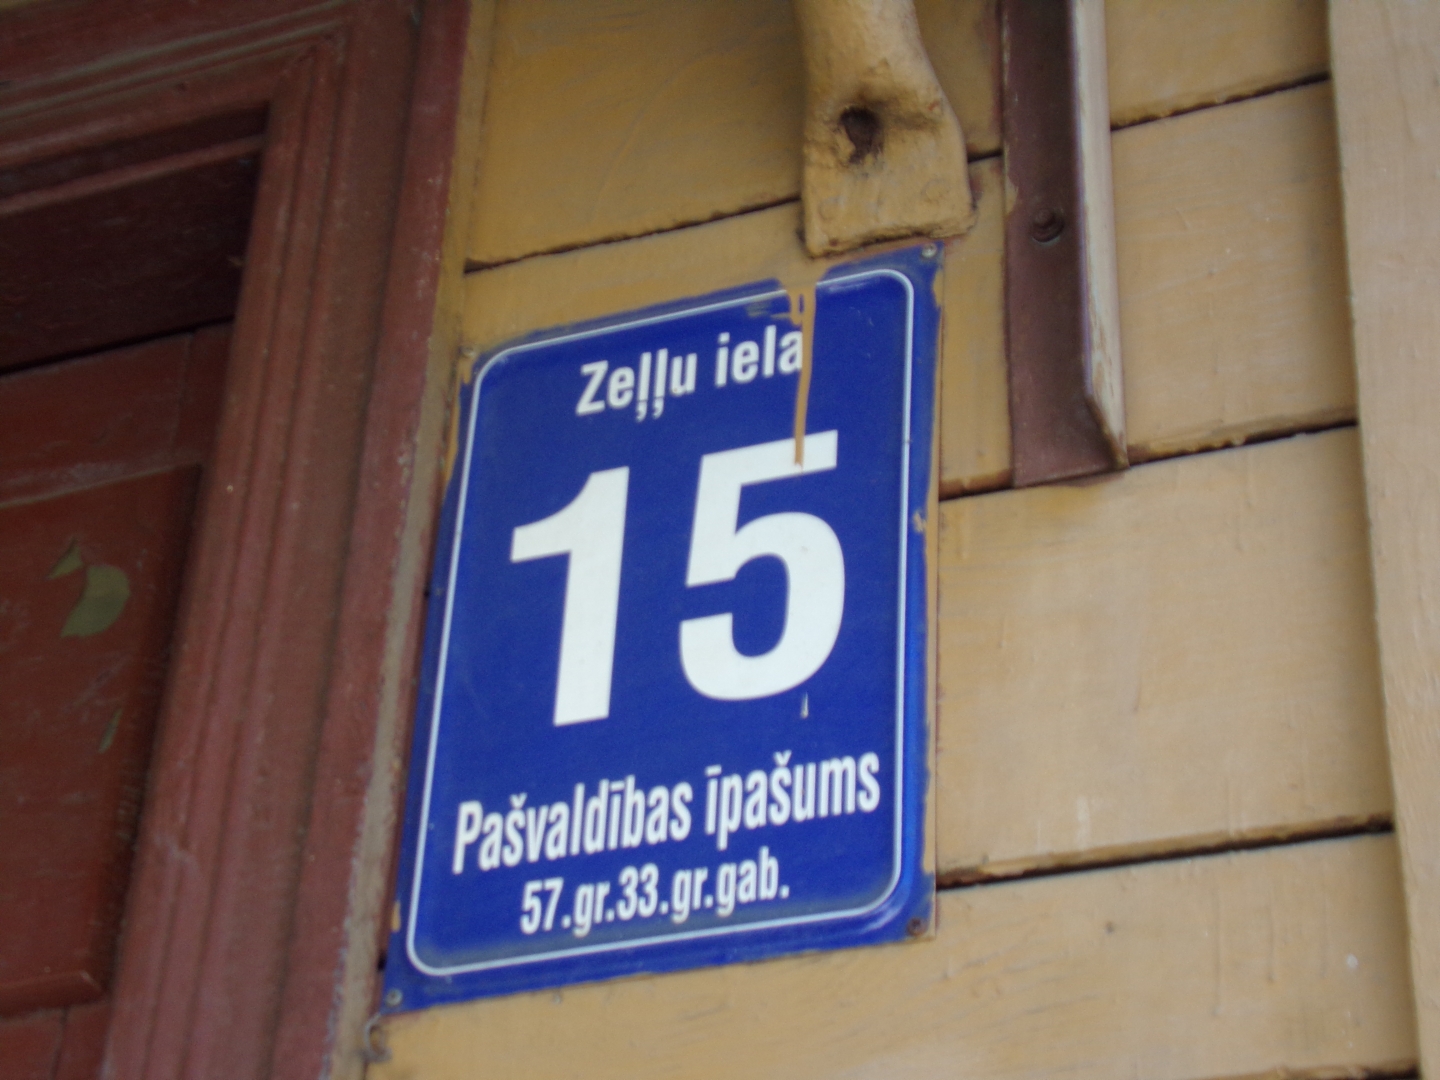 Zeļļu iela
15
Pašvaldības īpašums
57.gr.33.gr.gab.